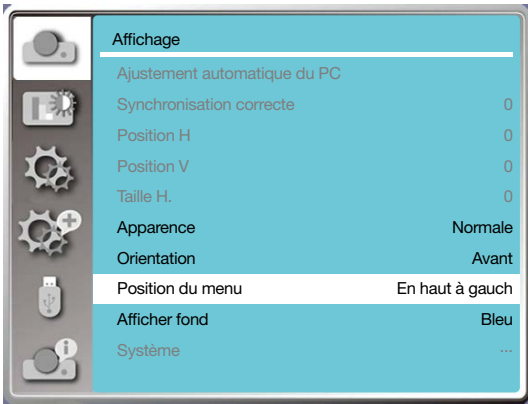 Affichage
Ajustement automatique du PC
Synchronisation correcte 0
Position H 0
Position V 0
Taille H. 0
Apparence Normale
Orientation Avant
Position du menu En haut à gauch
Afficher fond Bleu
Système ...